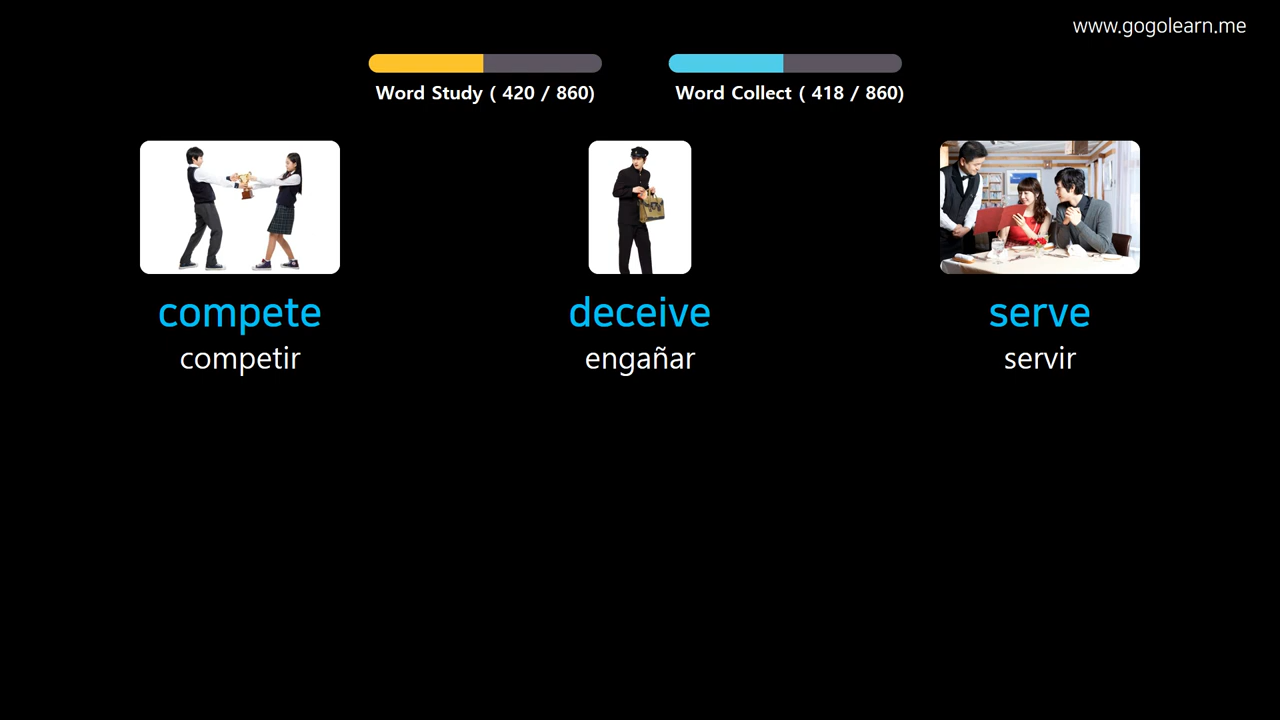 www.gogolearn.me
Word Study ( 420 / 860)
Word Collect ( 418 / 860)
compete
deceive
serve
competir
engañar
servir